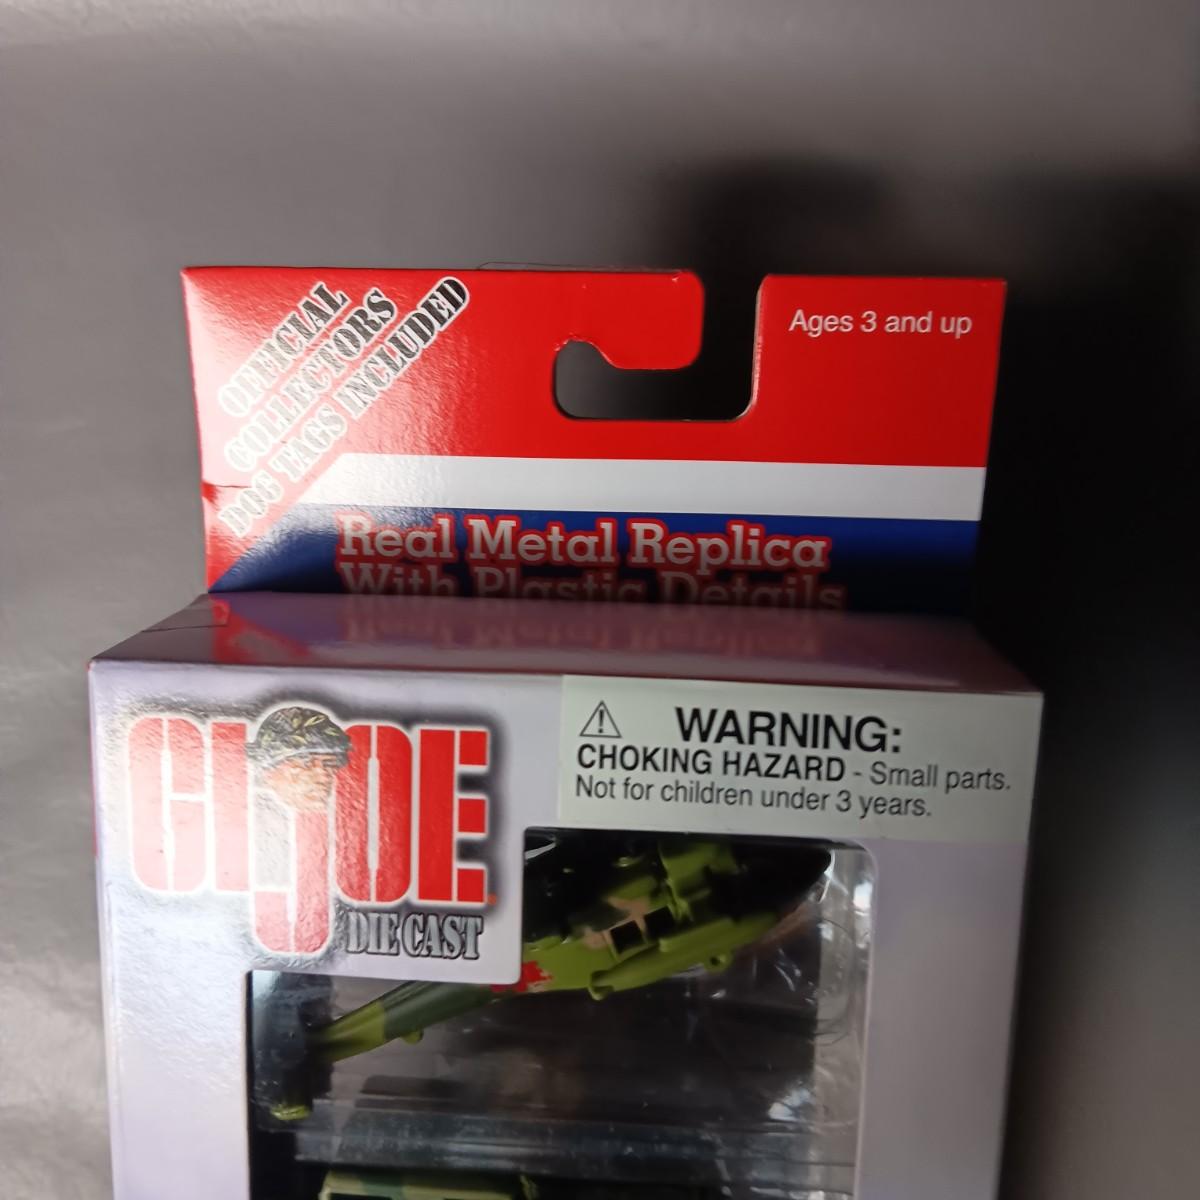 OFFICIAL
COLLECTORS
DOG TAGS INCLUDED
Ages 3 and up
Real Metal Replica
With Plastic Details
GI JOE
DIE CAST
WARNING:
CHOKING HAZARD - Small parts.
Not for children under 3 years.